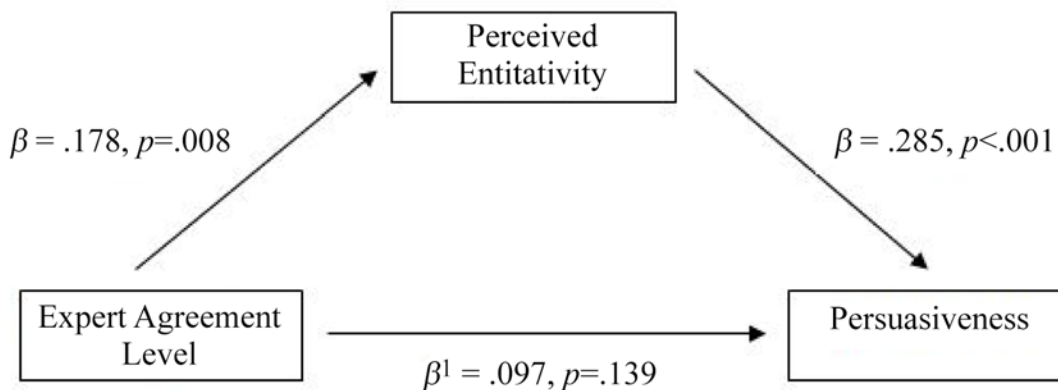 Perceived
Entitativity
β = .178, p=.008
β = .285, p<.001
Expert Agreement
Level
Persuasiveness
β¹ = .097, p=.139